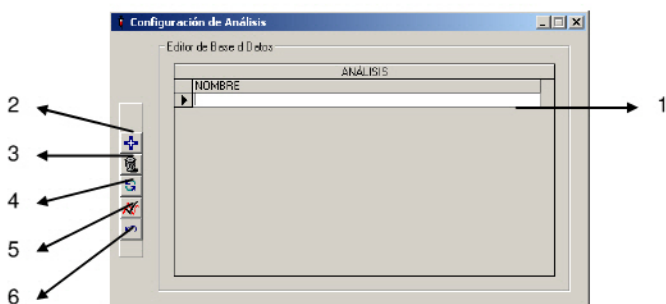 Configuración de Análisis
Editor de Base d Datos
ANÁLISIS
NOMBRE
1
2
3
4
5
6